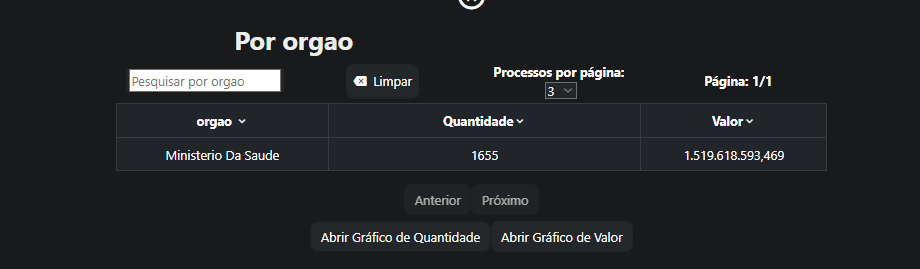 Por orgao
Pesquisar por orgao
Limpar
Processos por página:
3
Página: 1/1
orgao Quantidade Valor
Ministerio Da Saude 1655 1.519.618.593,469
Anterior Próximo
Abrir Gráfico de Quantidade Abrir Gráfico de Valor